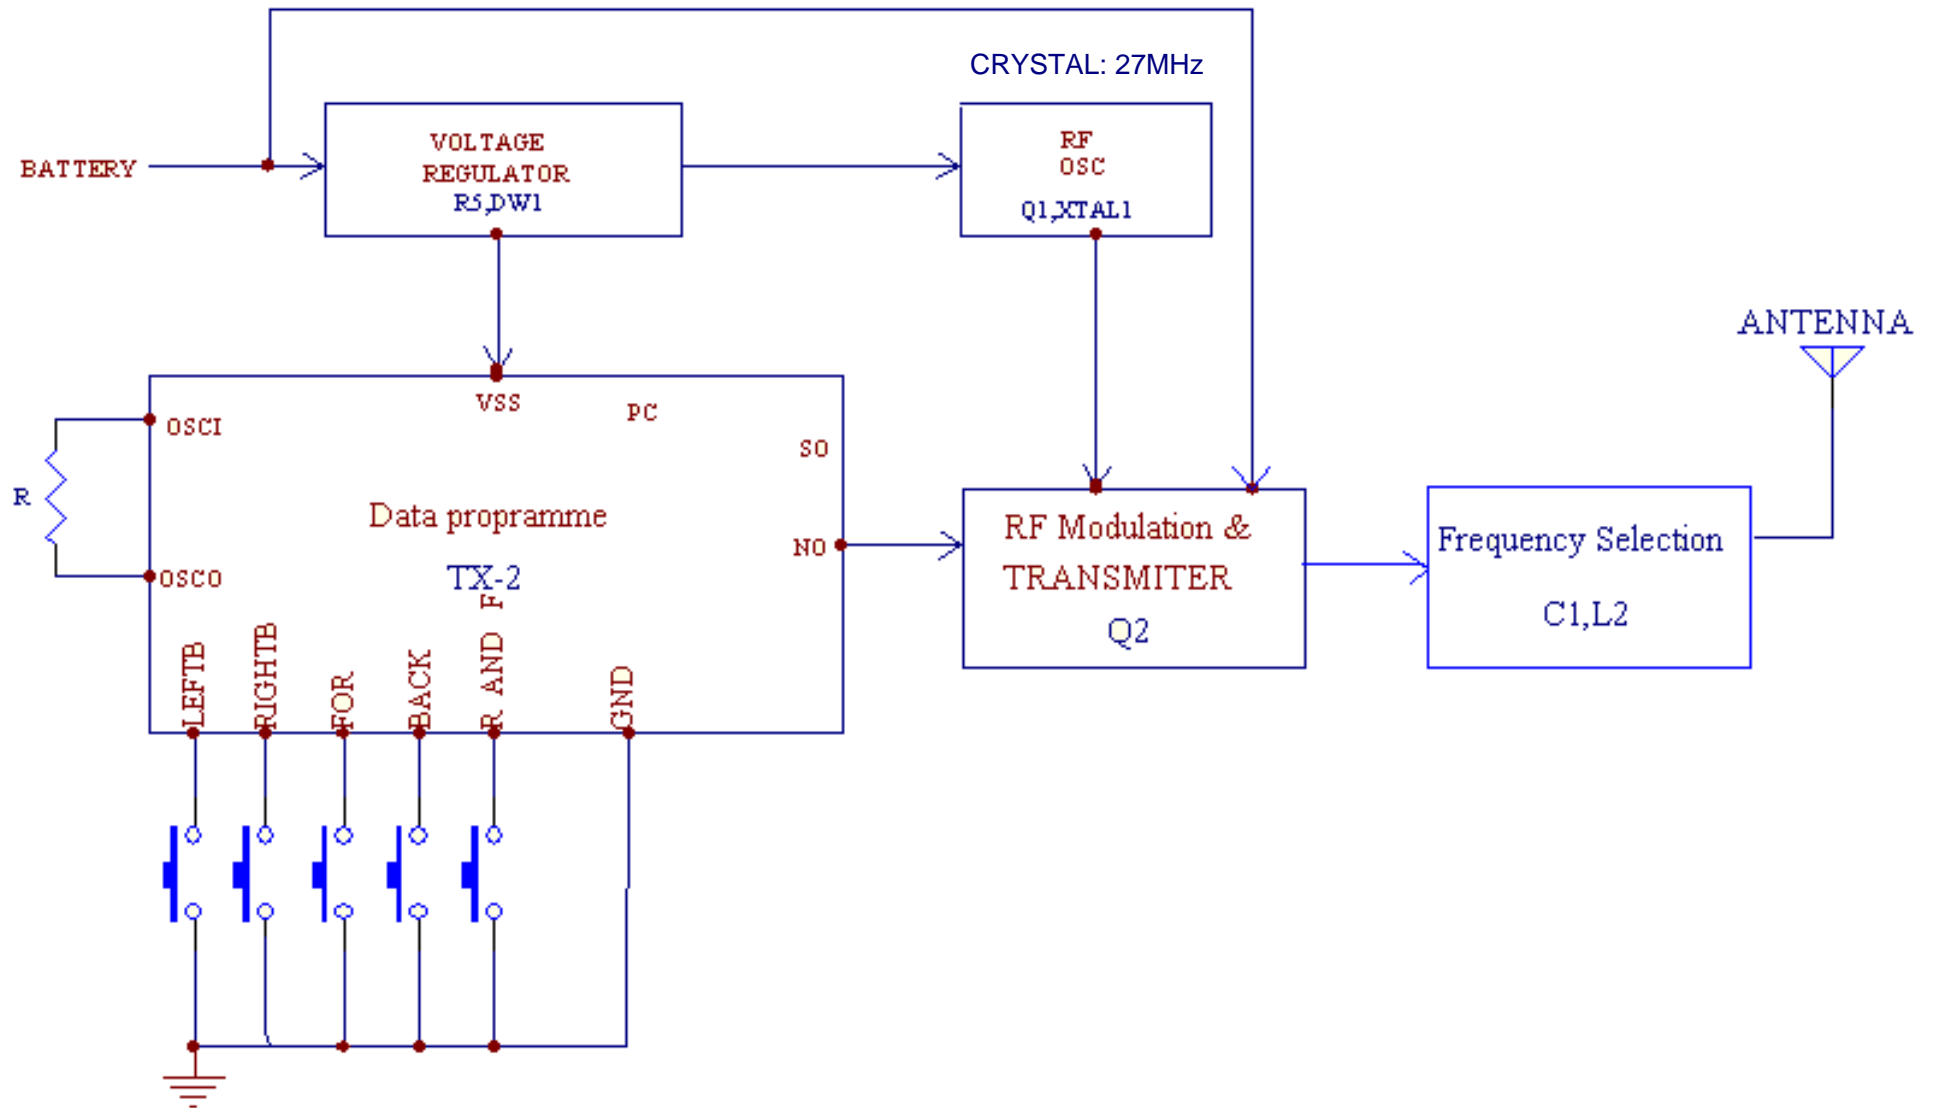 CRYSTAL: 27MHz
BATTERY
VOLTAGE
REGULATOR
R5,DW1
RF
OSC
Q1,XTAL1
ANTENNA
VSS
PC
OSCI
SO
R
Data propramme
NO
OSCO
TX-2
RF Modulation &
TRANSMITER
Q2
Frequency Selection
C1,L2
LEFTB
RIGHTB
FOR
BACK
R AND F
GND